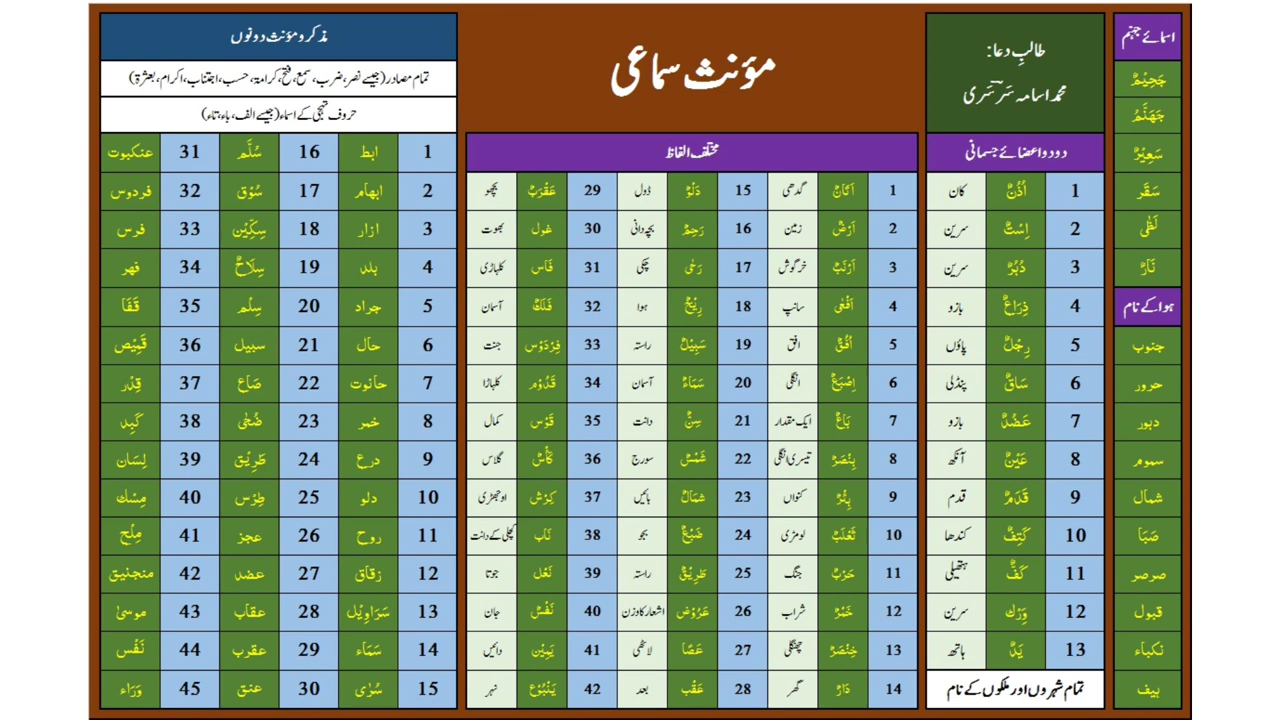 اسمائے جہنم
جَحِیْمٌ
جَهَنَّمُ
سَعِیْرٌ
سَقَر
لَظٰی
نَارٌ
ہوا کے نام
جنوب
حرور
دبور
سموم
شمال
صَبَا
صرصر
قبول
نکباء
ہیف
طالبِ دعا:
محمد اسامہ سَرسَری
دو دو اعضائے جسمانی
1 اُذُنٌ کان
2 اِسْتٌ سرین
3 دُبُرٌ سرین
4 ذِرَاعٌ بازو
5 رِجْلٌ پاؤں
6 سَاقٌ پنڈلی
7 عَضُدٌ بازو
8 عَیْنٌ آنکھ
9 قَدَمٌ قدم
10 کَتِفٌ کندھا
11 کَفٌّ ہتھیلی
12 وَرِکٌ سرین
13 یَدٌ ہاتھ
تمام شہروں اور ملکوں کے نام
مؤنث سماعی
مختلف الفاظ
1 اَتَانٌ گدھی 15 دَلْوٌ ڈول 29 عَقْرَبٌ بچھو
2 اَرْضٌ زمین 16 رَحِمٌ بچہ دانی 30 غول بھوت
3 اَرْنَبٌ خرگوش 17 رَحٰی چکی 31 فَاس کلہاڑی
4 اَفْعٰی سانپ 18 رِیْحٌ ہوا 32 فَلَكٌ آسمان
5 اُفُقٌ افق 19 سَبِیْلٌ راستہ 33 فِرْدَوْس جنت
6 اِصْبَعٌ انگلی 20 سَمَاءٌ آسمان 34 قَدُوْم کلہاڑا
7 بَاعٌ ایک مقدار 21 سِنٌّ دانت 35 قَوْس کمال
8 بِنْصَرٌ تیسری انگلی 22 شَمْسٌ سورج 36 کَأْسٌ گلاس
9 بِئْرٌ کنواں 23 شِمَالٌ بائیں 37 کِرْش اوجھڑی
10 ثَعْلَبٌ لومڑی 24 ضَبْعٌ بجو 38 نَاب کچلی کے دانت
11 حَرْبٌ جنگ 25 طَرِیْقٌ راستہ 39 نَعْل جوتا
12 خَمْرٌ شراب 26 عَرُوْض اشعار کا وزن 40 نَفْسٌ جان
13 خِنْصَرٌ چھنگلی 27 عَصًا لاٹھی 41 یَمِیْن دائیں
14 دَارٌ گھر 28 عَقْب بعد 42 یَنْبُوْع نہر
مذکر و مؤنث دونوں
تمام مصادر (جیسے نصر، ضرب، سمع، فتح، کرامۃ، حسب، اجتناب، اکرام، بعثرۃ)
حروف تہجی کے اسماء (جیسے الف، باء، تاء)
1 ابط 16 سُلَّم 31 عنکبوت
2 ابهام 17 سُوْق 32 فردوس
3 ازار 18 سِکِّیْن 33 فرس
4 بلد 19 سِلَاحٌ 34 فهر
5 جراد 20 سِلْم 35 قَفَا
6 حال 21 سبیل 36 قَمِیْص
7 حانوت 22 صَاع 37 قِدْر
8 خمر 23 ضُحٰی 38 کَبِد
9 درع 24 طَرِیْق 39 لِسَان
10 دلو 25 طِرْس 40 مِسْك
11 روح 26 عجز 41 مِلْح
12 زقاق 27 عضد 42 منجنیق
13 سَرَاوِیْل 28 عقاب 43 موسیٰ
14 سَمَاء 29 عقرب 44 نَفْس
15 سُرٰی 30 عنق 45 وَرَاء